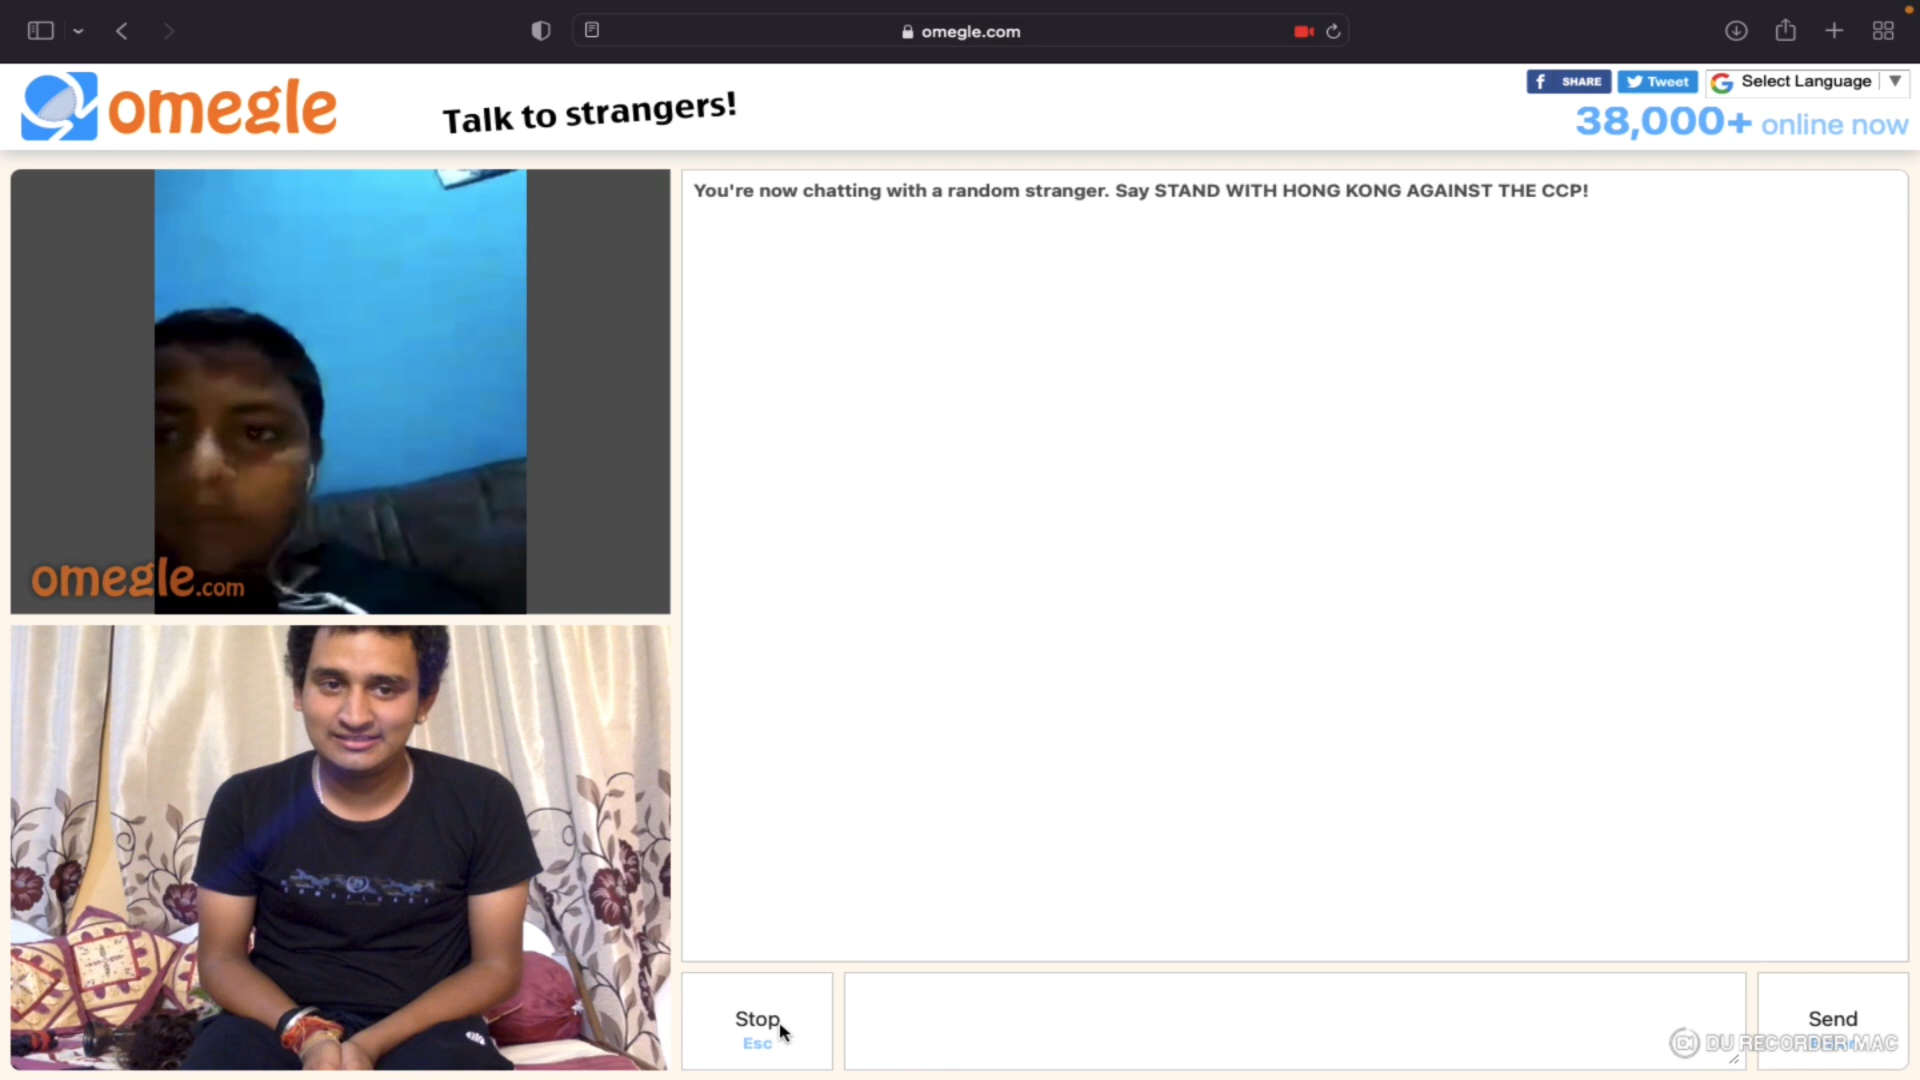 omegle.com
omegle
Talk to strangers!
SHARE
Tweet
Select Language
38,000+ online now
You're now chatting with a random stranger. Say STAND WITH HONG KONG AGAINST THE CCP!
omegle.com
Stop
Esc
Send
DU RECORDER MAC